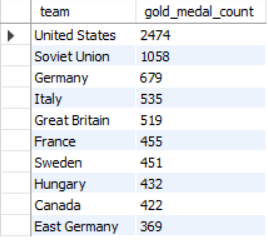 team gold_medal_count
United States 2474
Soviet Union 1058
Germany 679
Italy 535
Great Britain 519
France 455
Sweden 451
Hungary 432
Canada 422
East Germany 369